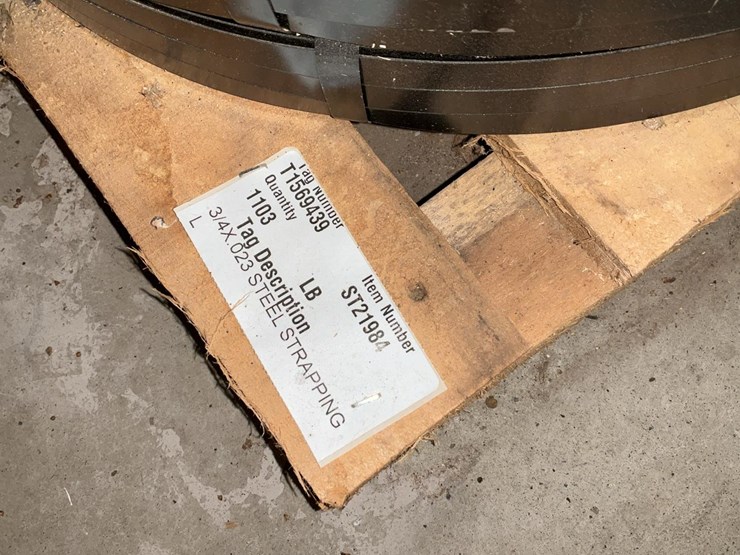 Tag Number Item Number
T1569439 ST21984
Quantity
1103 LB
Tag Description
3/4X.023 STEEL STRAPPING
L